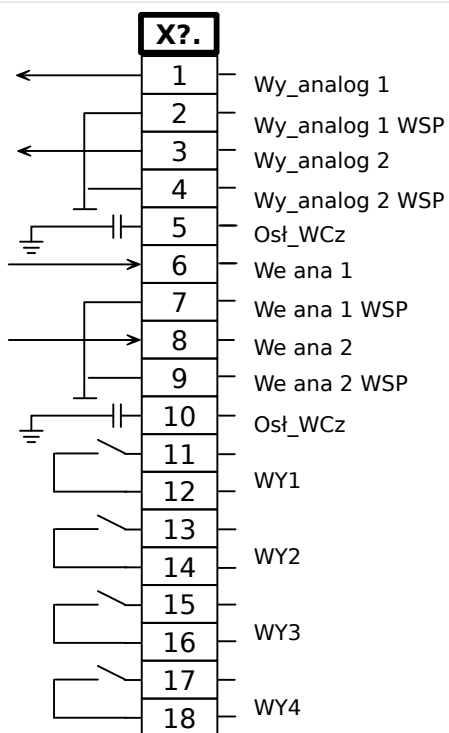 X?.
1 Wy_analog 1
2 Wy_analog 1 WSP
3 Wy_analog 2
4 Wy_analog 2 WSP
5 Osł_WCz
6 We ana 1
7 We ana 1 WSP
8 We ana 2
9 We ana 2 WSP
10 Osł_WCz
11
WY1
12
13
WY2
14
15
WY3
16
17
WY4
18